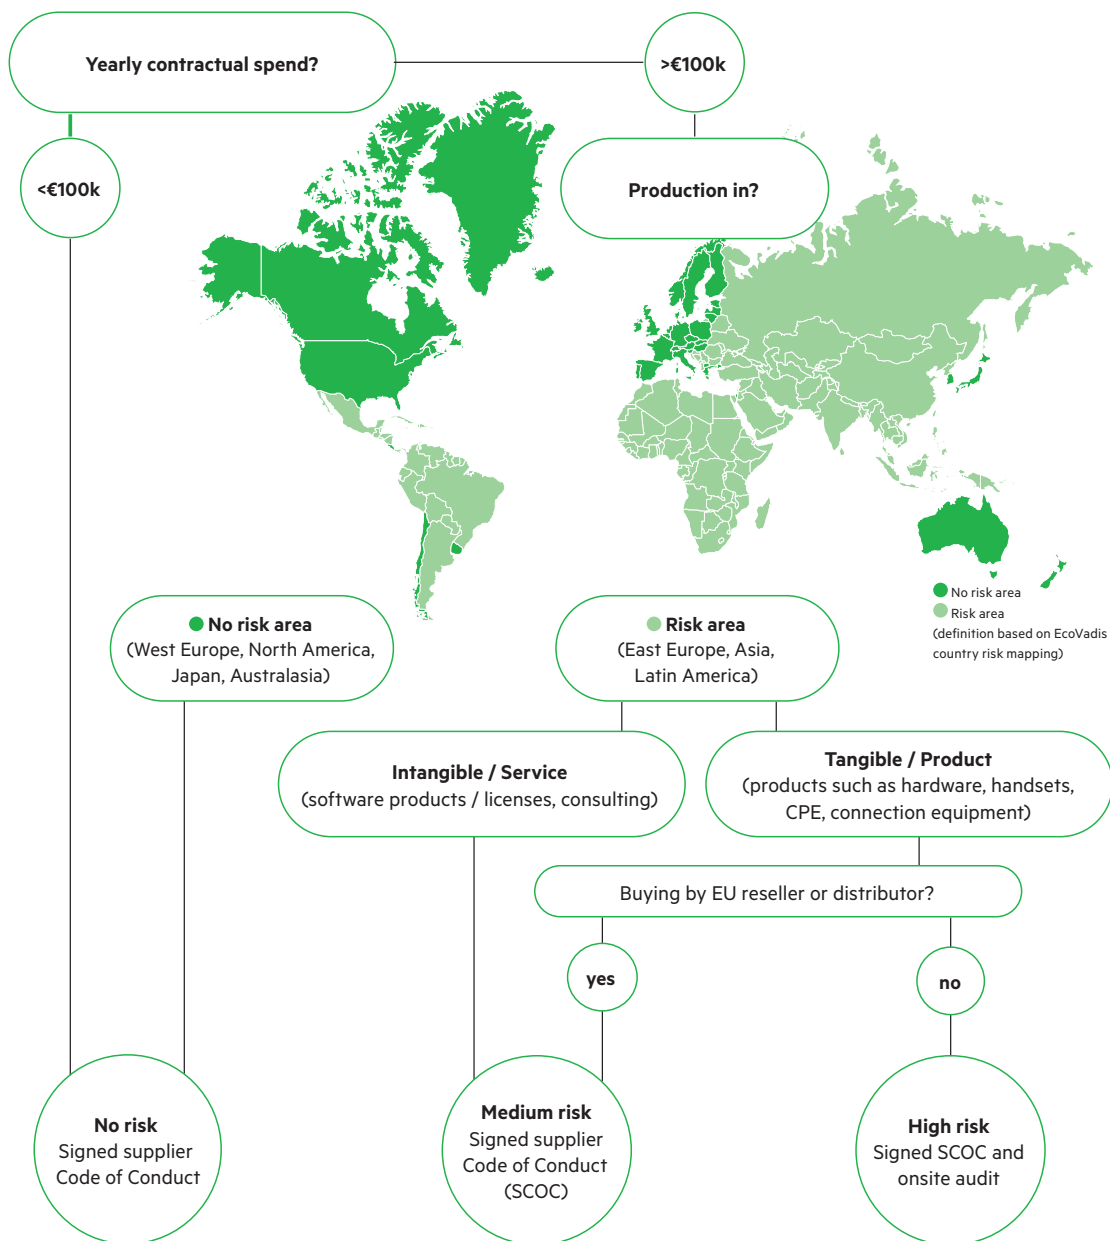 Yearly contractual spend?
>€100k
<€100k
Production in?
No risk area
Risk area
(definition based on EcoVadis
country risk mapping)
No risk area
(West Europe, North America,
Japan, Australasia)
Risk area
(East Europe, Asia,
Latin America)
Intangible / Service
(software products / licenses, consulting)
Tangible / Product
(products such as hardware, handsets,
CPE, connection equipment)
Buying by EU reseller or distributor?
yes
no
No risk
Signed supplier
Code of Conduct
Medium risk
Signed supplier
Code of Conduct
(SCOC)
High risk
Signed SCOC and
onsite audit